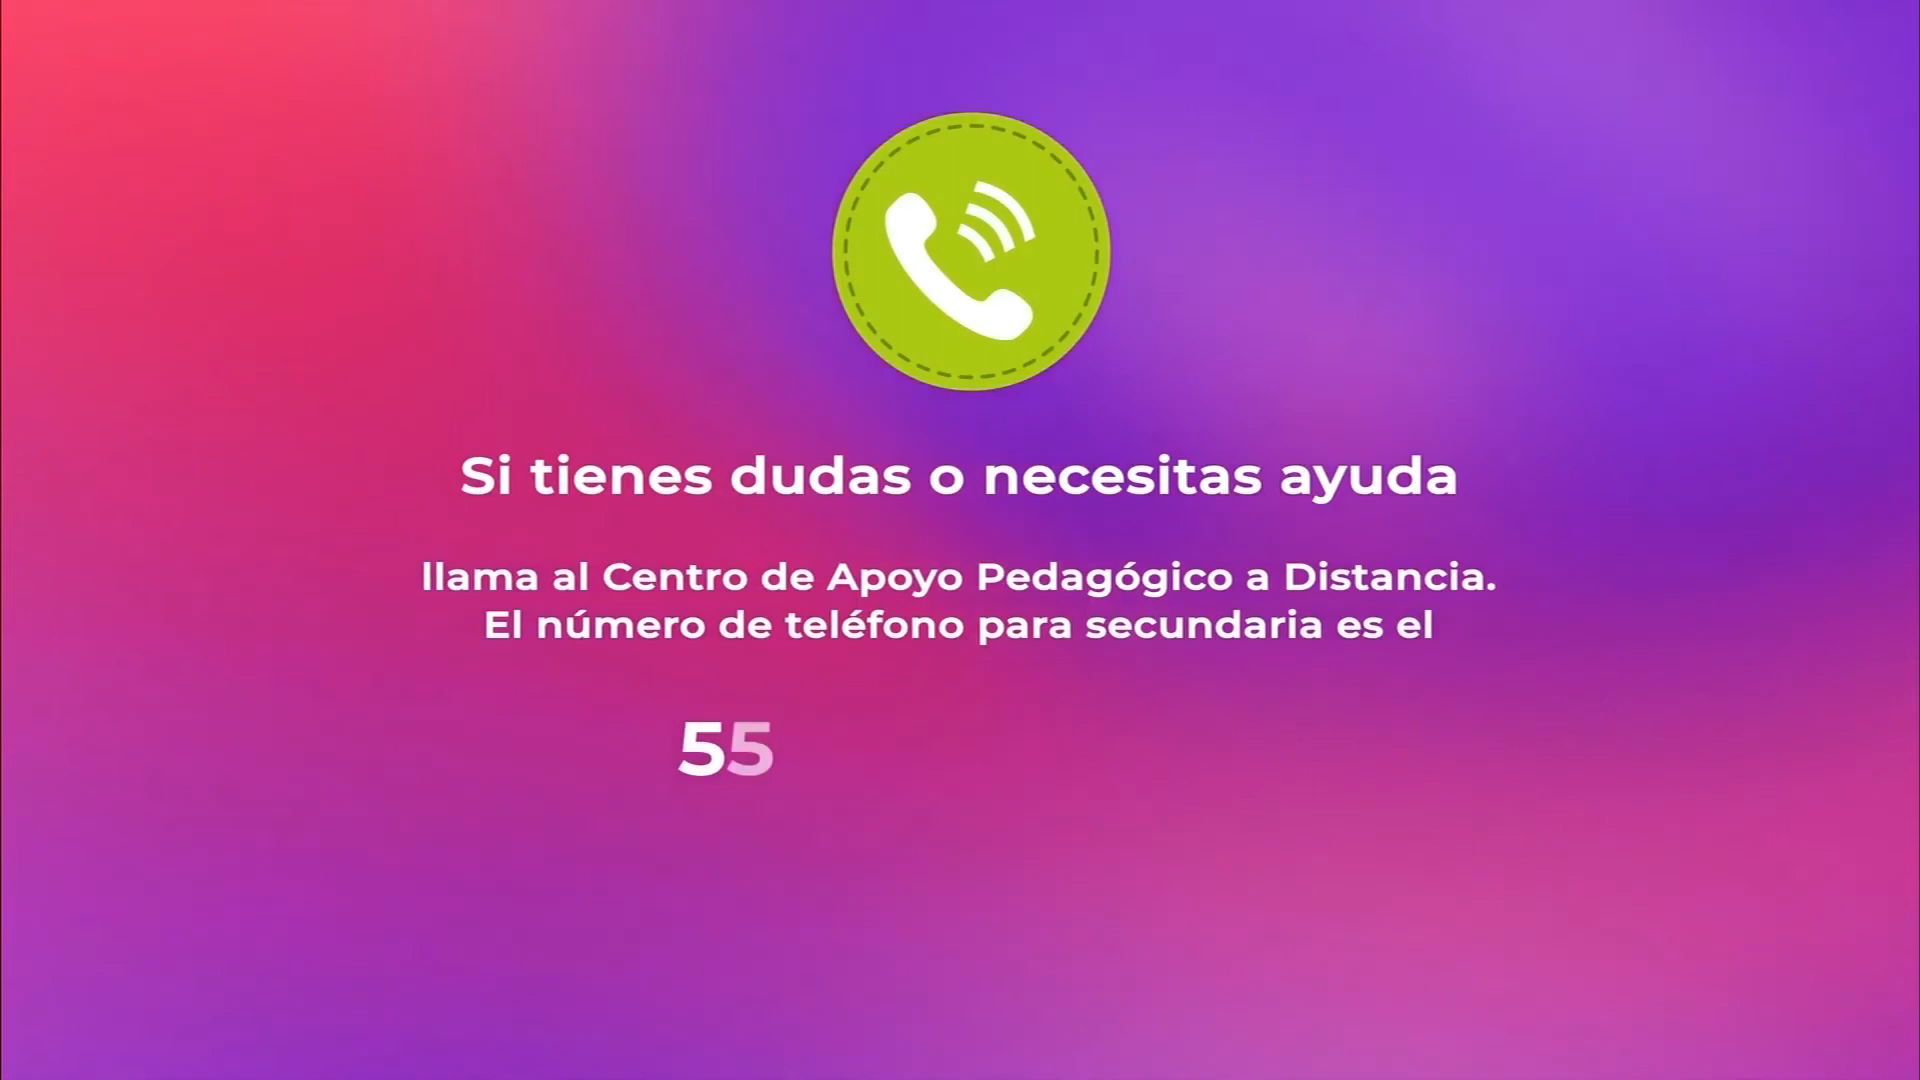 Si tienes dudas o necesitas ayuda
llama al Centro de Apoyo Pedagógico a Distancia.
El número de teléfono para secundaria es el
55